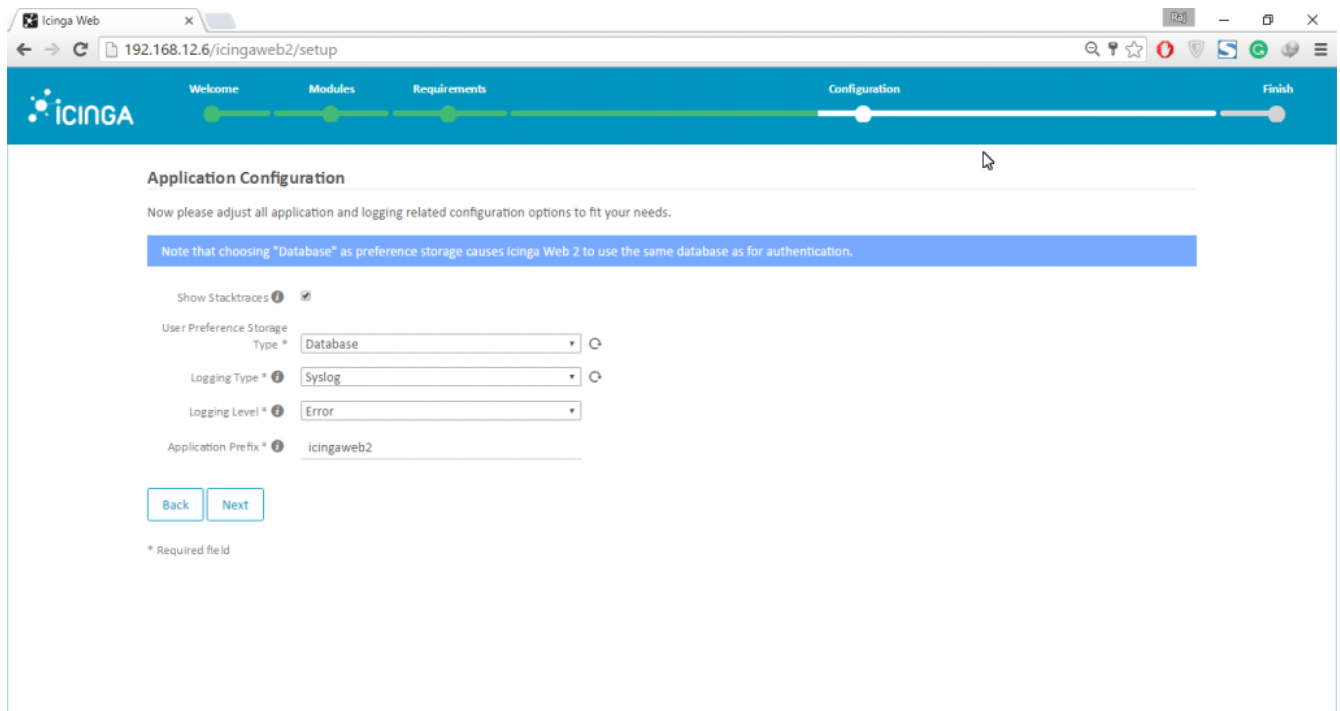 Icinga Web
Raj
192.168.12.6/icingaweb2/setup
ICINGA
Welcome Modules Requirements Configuration Finish
Application Configuration
Now please adjust all application and logging related configuration options to fit your needs.
Note that choosing "Database" as preference storage causes Icinga Web 2 to use the same database as for authentication.
Show Stacktraces
User Preference Storage
Type * Database
Logging Type * Syslog
Logging Level * Error
Application Prefix * icingaweb2
Back Next
* Required field